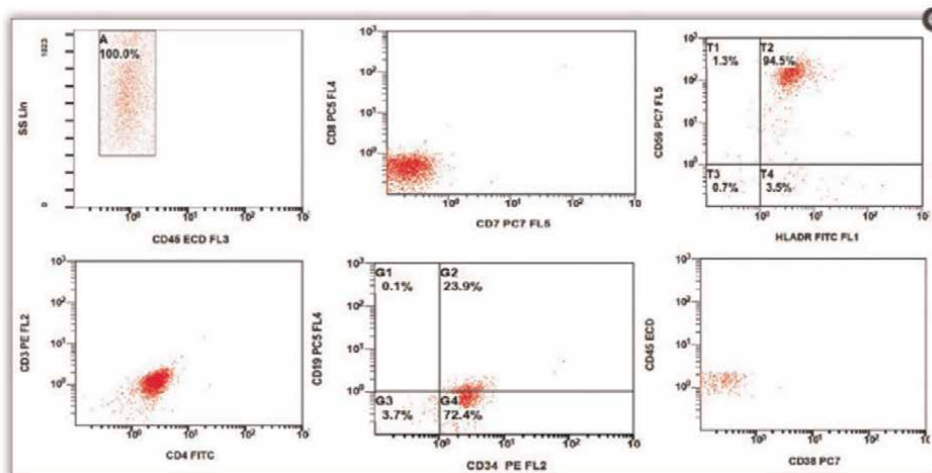 A
100.0%
1023
SS Lin
0
10⁰ 10¹ 10²
CD45 ECD FL3
10³
10²
10¹
10⁰
CD8 PC5 FL4
10⁰ 10¹ 10² 10³
CD7 PC7 FL5
T1 T2
1.3% 94.5%
10³
10²
10¹
10⁰
CD56 PC7 FL5
T3 T4
0.7% 3.5%
10⁰ 10¹ 10²
HLADR FITC FL1
10³
10²
10¹
10⁰
CD3 PE FL2
10⁰ 10¹ 10²
CD4 FITC
G1 G2
0.1% 23.9%
10³
10²
10¹
10⁰
CD19 PC5 FL4
G3 G4
3.7% 72.4%
10⁰ 10¹ 10² 10³
CD34 PE FL2
10³
10²
10¹
10⁰
CD45 ECD
10⁰ 10¹ 10² 10³
CD38 PC7